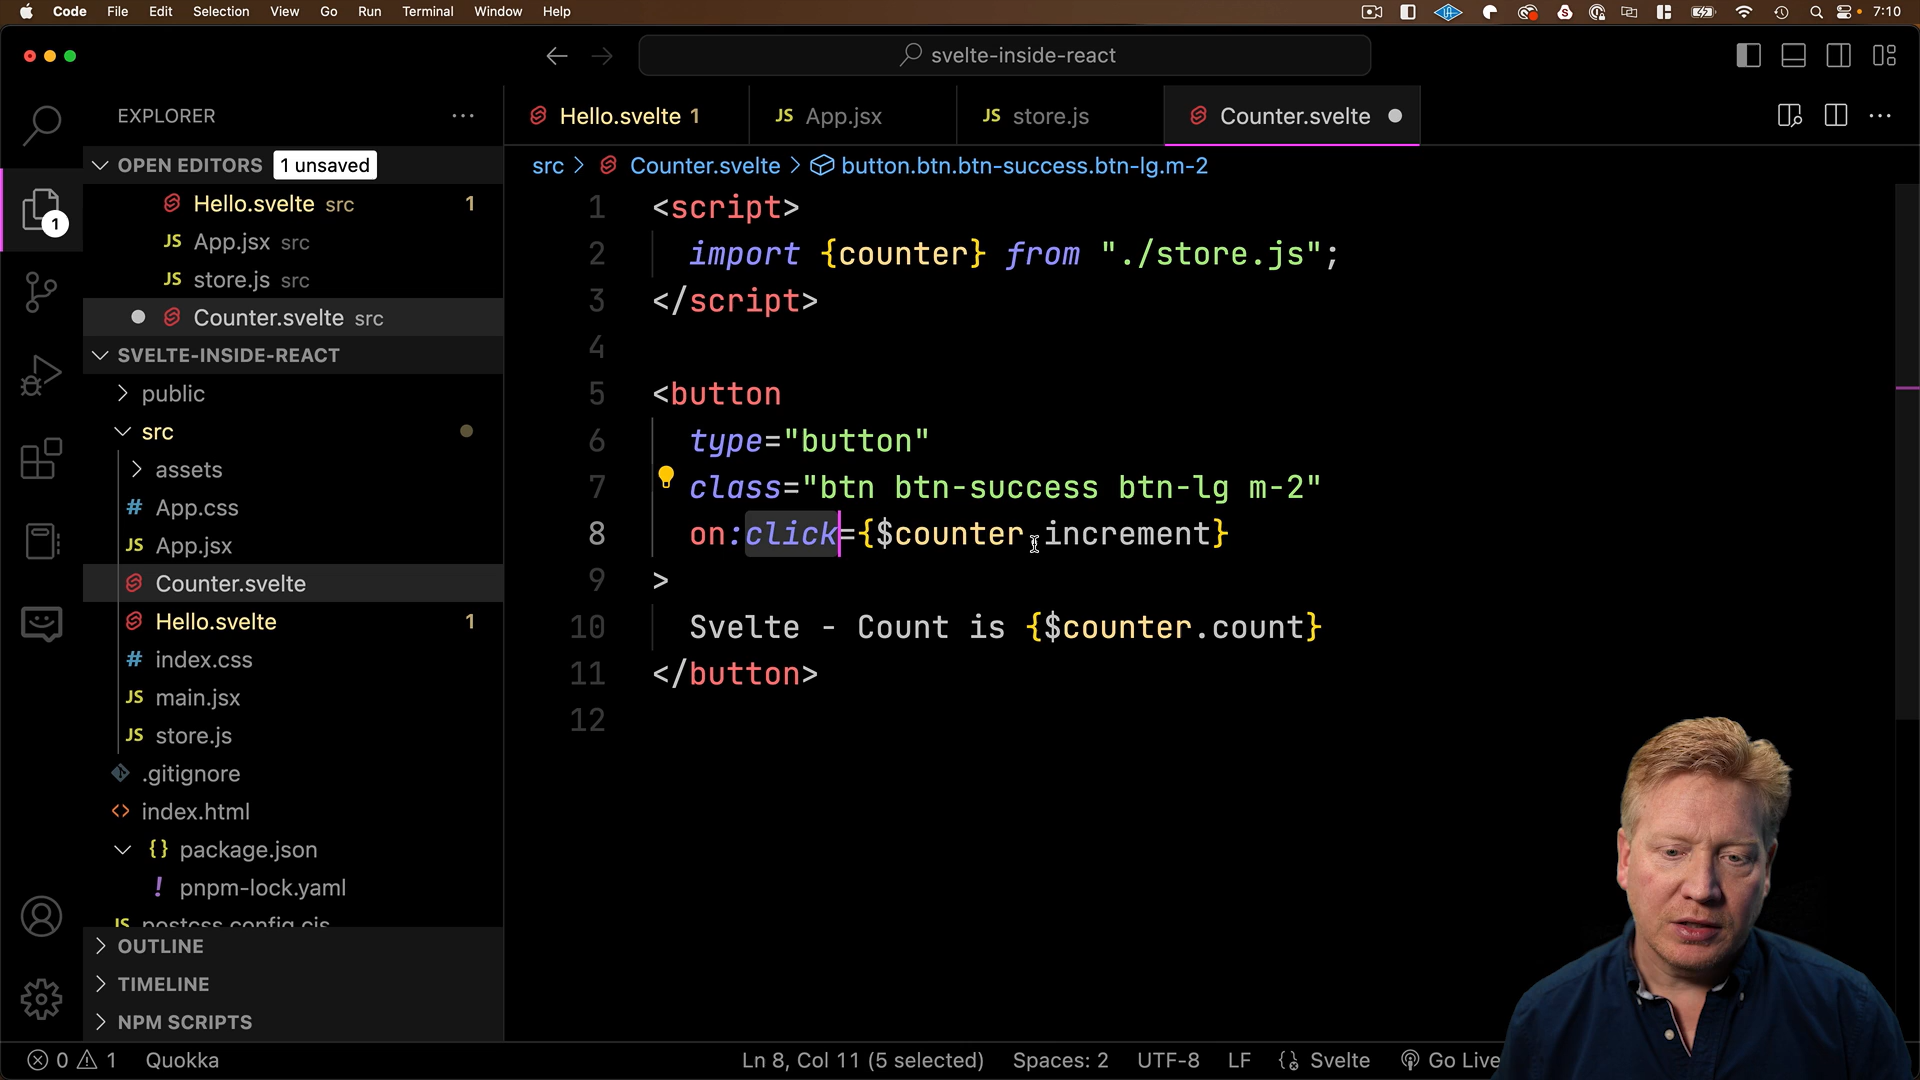 Code File Edit Selection View Go Run Terminal Window Help 7:10
svelte-inside-react
EXPLORER
Hello.svelte 1
JS App.jsx
JS store.js
Counter.svelte
OPEN EDITORS 1 unsaved
src > Counter.svelte > button.btn.btn-success.btn-lg.m-2
Hello.svelte src 1
JS App.jsx src
JS store.js src
Counter.svelte src
1
SVELTE-INSIDE-REACT
public
src
assets
# App.css
JS App.jsx
Counter.svelte
Hello.svelte 1
# index.css
JS main.jsx
JS store.js
.gitignore
<> index.html
{} package.json
! pnpm-lock.yaml
JS postcss.config.cjs
OUTLINE
TIMELINE
NPM SCRIPTS
1 <script>
2 import {counter} from "./store.js";
3 </script>
4
5 <button
6 type="button"
7 class="btn btn-success btn-lg m-2"
8 on:click={$counter.increment}
9 >
10 Svelte - Count is {$counter.count}
11 </button>
12
0 1 Quokka Ln 8, Col 11 (5 selected) Spaces: 2 UTF-8 LF Svelte Go Live